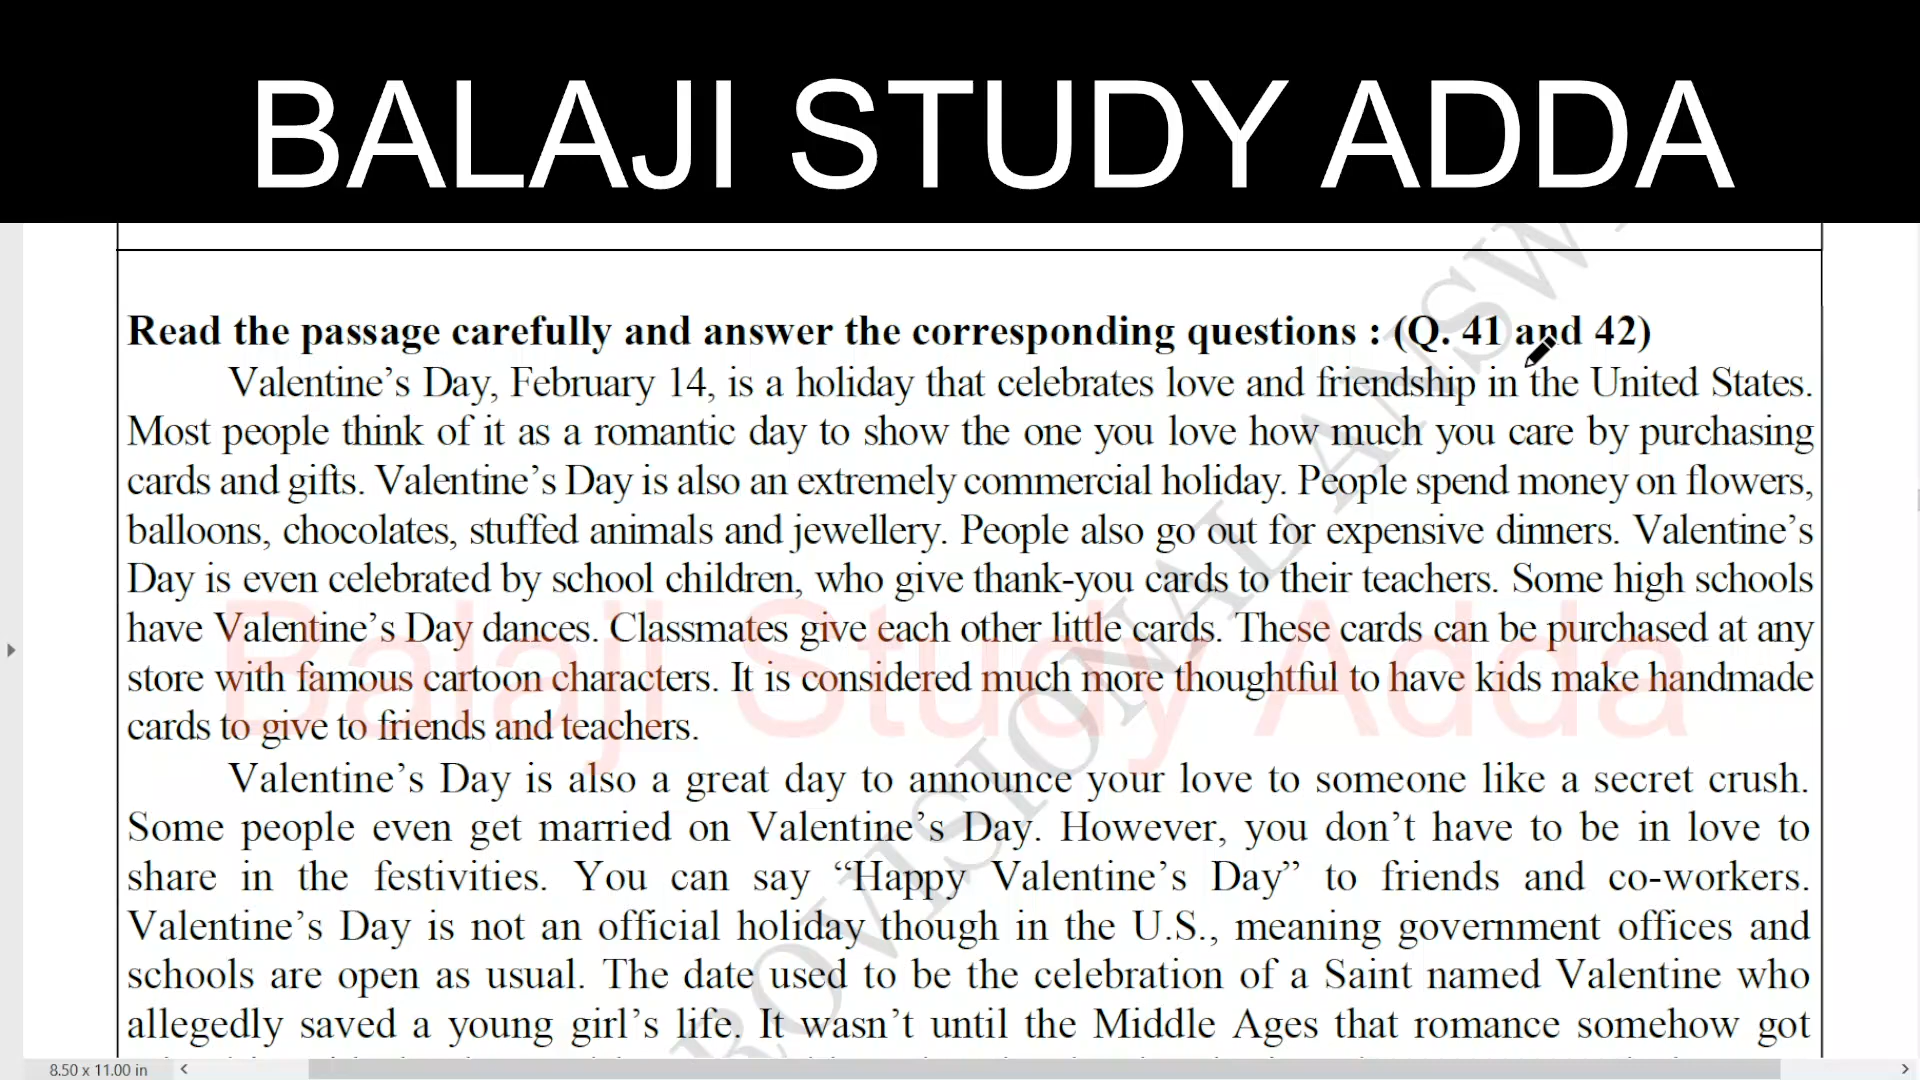 BALAJI STUDY ADDA
Read the passage carefully and answer the corresponding questions : (Q. 41 and 42)
Valentine’s Day, February 14, is a holiday that celebrates love and friendship in the United States.
Most people think of it as a romantic day to show the one you love how much you care by purchasing
cards and gifts. Valentine’s Day is also an extremely commercial holiday. People spend money on flowers,
balloons, chocolates, stuffed animals and jewellery. People also go out for expensive dinners. Valentine’s
Day is even celebrated by school children, who give thank-you cards to their teachers. Some high schools
have Valentine’s Day dances. Classmates give each other little cards. These cards can be purchased at any
store with famous cartoon characters. It is considered much more thoughtful to have kids make handmade
cards to give to friends and teachers.
Valentine’s Day is also a great day to announce your love to someone like a secret crush.
Some people even get married on Valentine’s Day. However, you don’t have to be in love to
share in the festivities. You can say “Happy Valentine’s Day” to friends and co-workers.
Valentine’s Day is not an official holiday though in the U.S., meaning government offices and
schools are open as usual. The date used to be the celebration of a Saint named Valentine who
allegedly saved a young girl’s life. It wasn’t until the Middle Ages that romance somehow got
Balaji Study Adda
ROVISIONAL ANSW
8.50 x 11.00 in